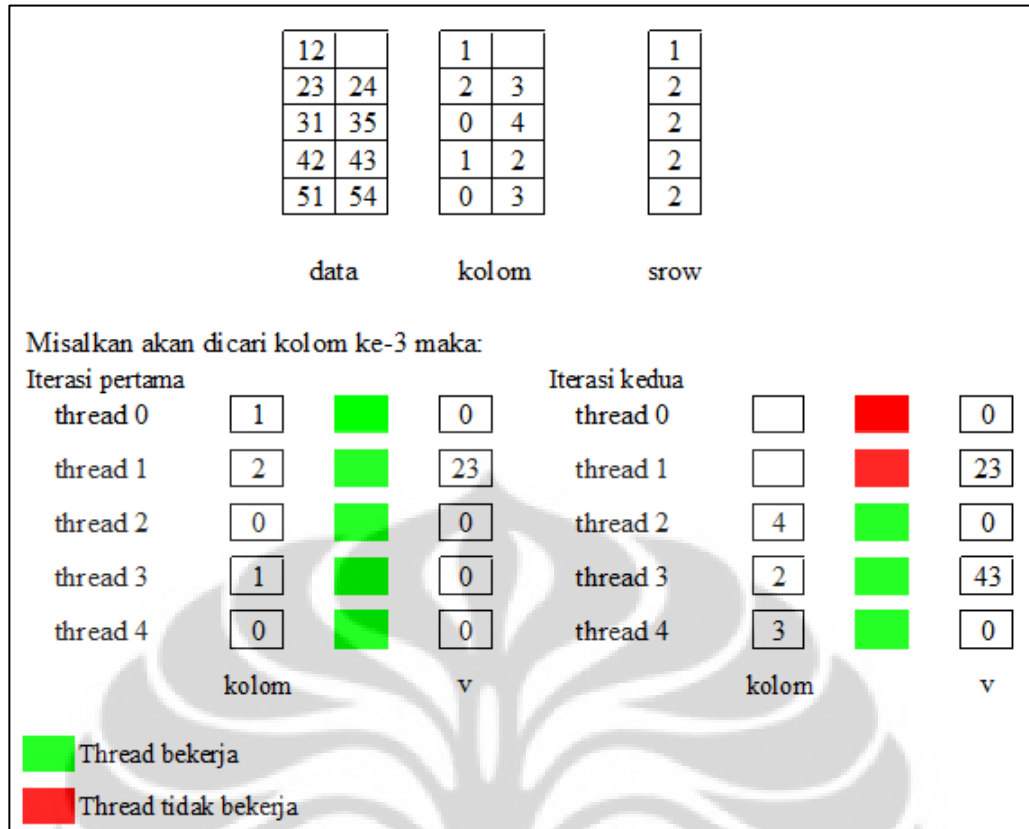 12 1 1
23 24 2 3 2
31 35 0 4 2
42 43 1 2 2
51 54 0 3 2
data kolom srow
Misalkan akan dicari kolom ke-3 maka:
Iterasi pertama Iterasi kedua
thread 0 1 0 thread 0 0
thread 1 2 23 thread 1 23
thread 2 0 0 thread 2 4 0
thread 3 1 0 thread 3 2 43
thread 4 0 0 thread 4 3 0
kolom v kolom v
Thread bekerja
Thread tidak bekerja